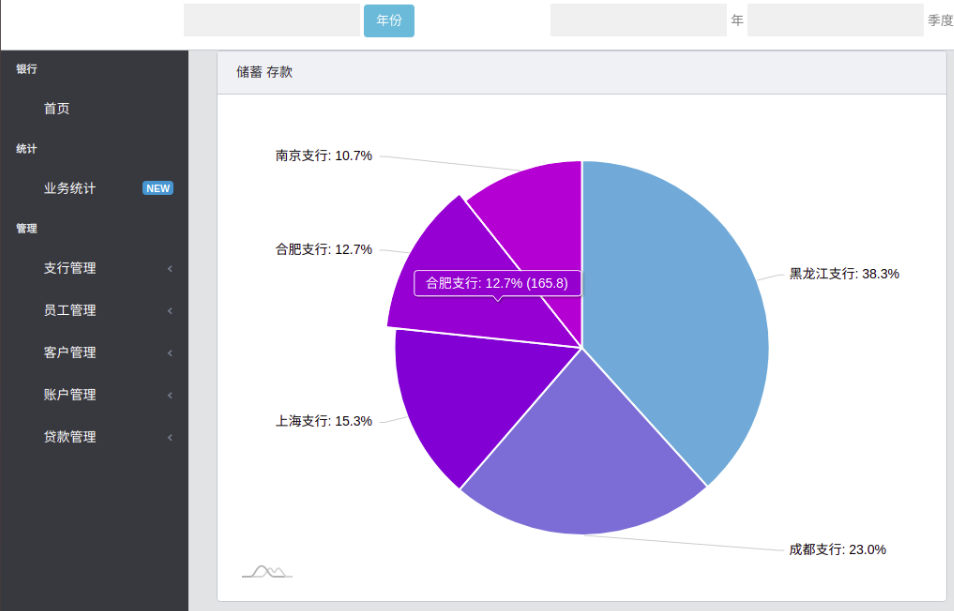 年份 年 季度
银行
首页
统计
业务统计 NEW
管理
支行管理
员工管理
客户管理
账户管理
贷款管理
储蓄 存款
南京支行: 10.7%
合肥支行: 12.7%
合肥支行: 12.7% (165.8)
黑龙江支行: 38.3%
上海支行: 15.3%
成都支行: 23.0%